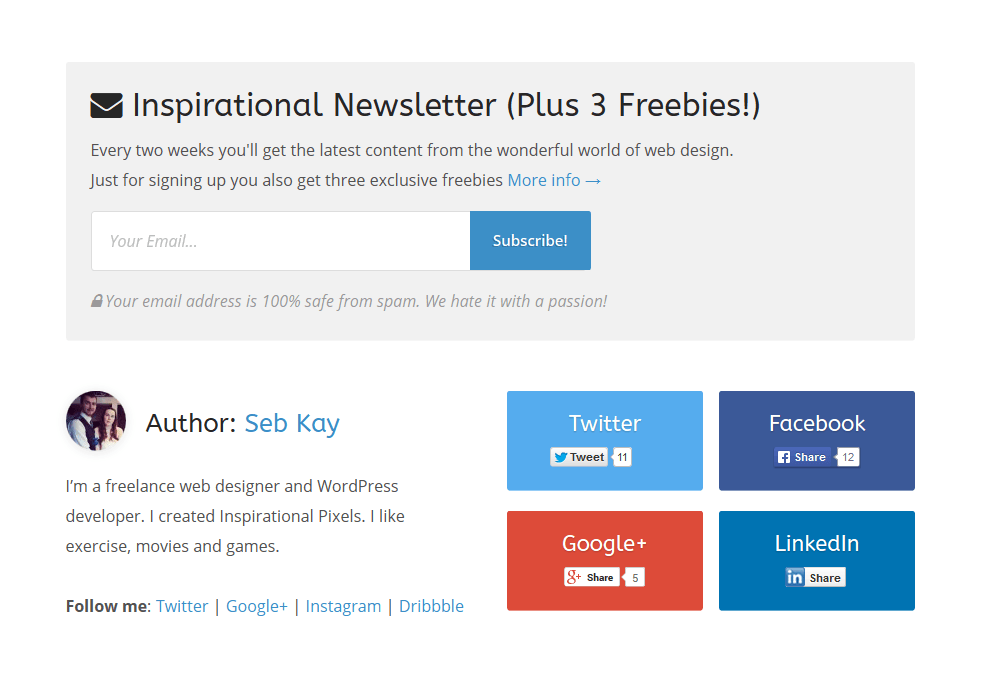 Inspirational Newsletter (Plus 3 Freebies!)
Every two weeks you'll get the latest content from the wonderful world of web design.
Just for signing up you also get three exclusive freebies More info →
Your Email...
Subscribe!
Your email address is 100% safe from spam. We hate it with a passion!
Author: Seb Kay
I’m a freelance web designer and WordPress
developer. I created Inspirational Pixels. I like
exercise, movies and games.
Follow me: Twitter | Google+ | Instagram | Dribbble
Twitter
Tweet 11
Facebook
Share 12
Google+
g+ Share 5
LinkedIn
in Share